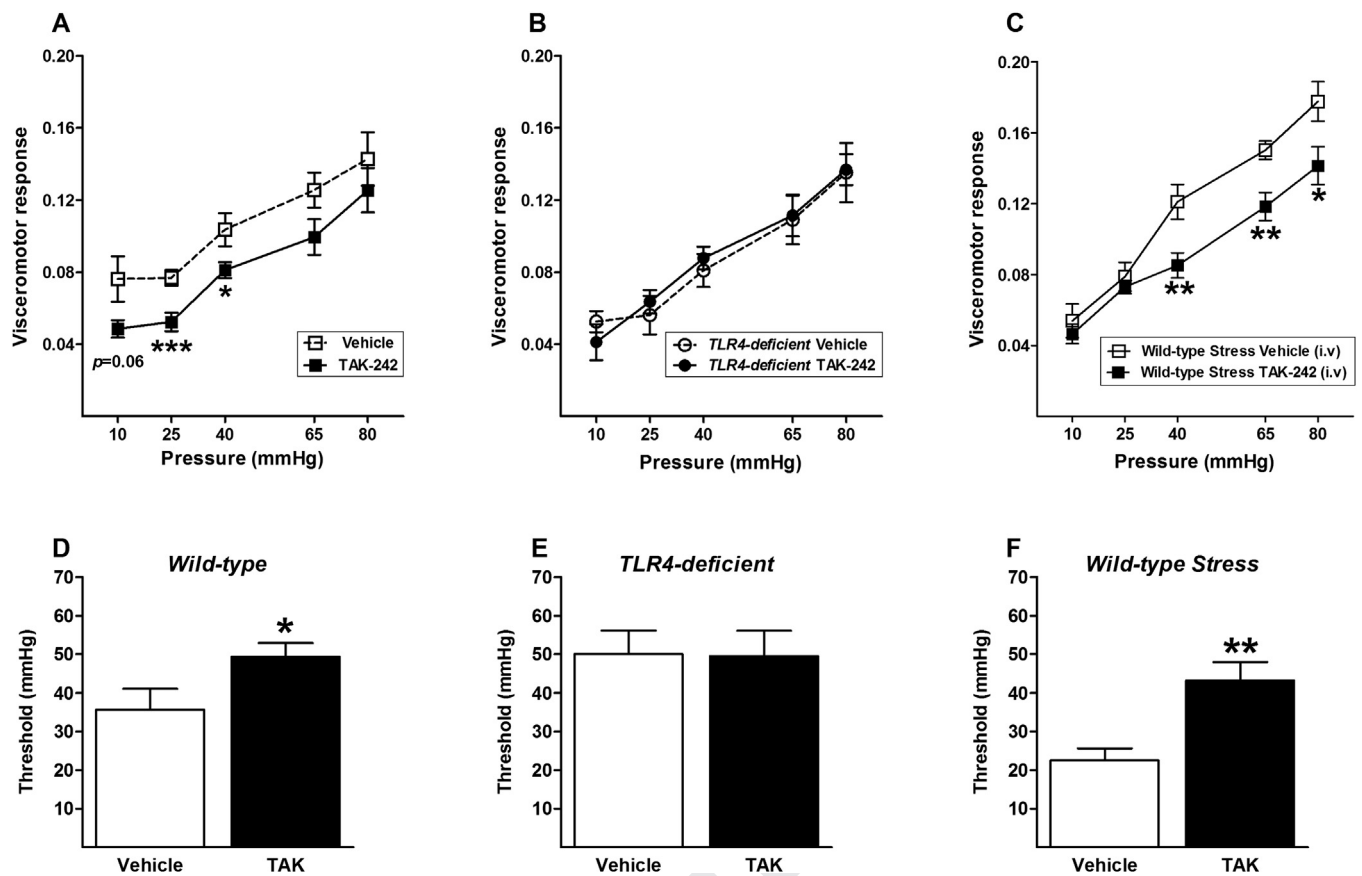 A
0.20
0.16
0.12
0.08
0.04
Visceromotor response
p=0.06
***
*
Vehicle
TAK-242
10 25 40 65 80
Pressure (mmHg)
B
0.20
0.16
0.12
0.08
0.04
Visceromotor response
TLR4-deficient Vehicle
TLR4-deficient TAK-242
10 25 40 65 80
Pressure (mmHg)
C
0.20
0.16
0.12
0.08
0.04
Visceromotor response
**
**
*
Wild-type Stress Vehicle (i.v)
Wild-type Stress TAK-242 (i.v)
10 25 40 65 80
Pressure (mmHg)
D
Wild-type
70
60
50
40
30
20
10
Threshold (mmHg)
*
Vehicle TAK
E
TLR4-deficient
70
60
50
40
30
20
10
Threshold (mmHg)
Vehicle TAK
F
Wild-type Stress
70
60
50
40
30
20
10
Threshold (mmHg)
**
Vehicle TAK